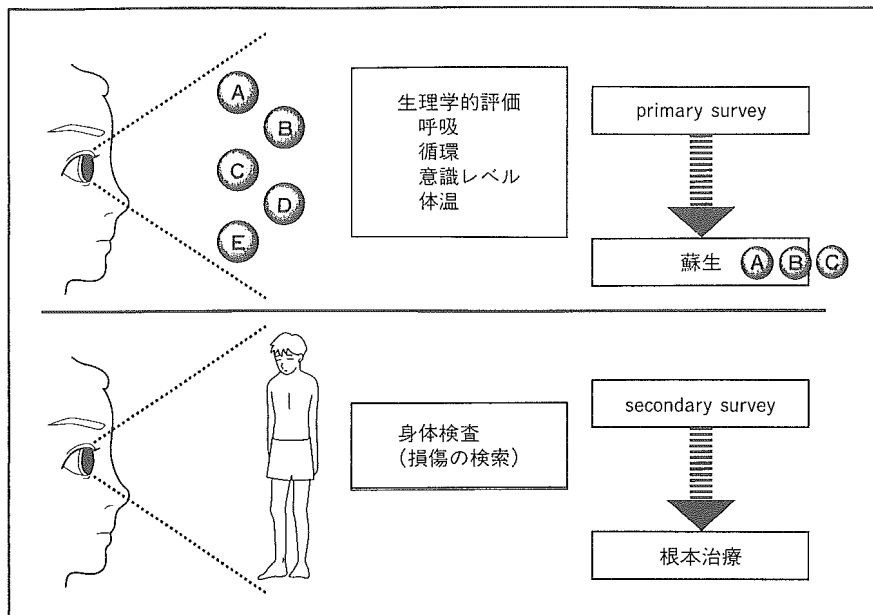 A
B
C
D
E
生理学的評価
呼吸
循環
意識レベル
体温
primary survey
蘇生 A B C
身体検査
(損傷の検索)
secondary survey
根本治療